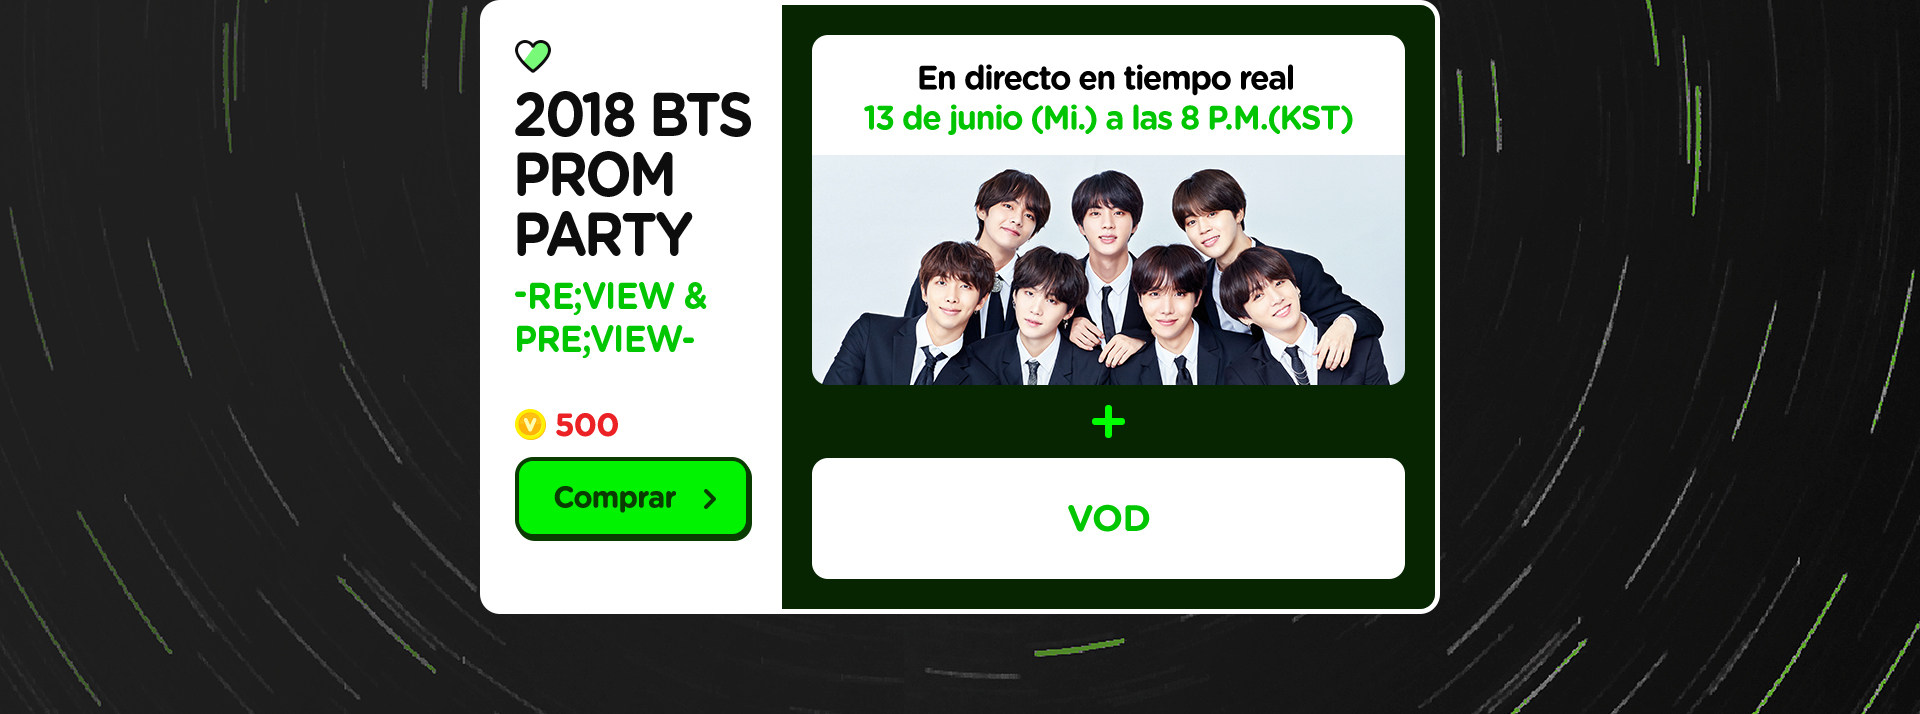 2018 BTS
PROM
PARTY
-RE;VIEW &
PRE;VIEW-
V 500
Comprar
En directo en tiempo real
13 de junio (Mi.) a las 8 P.M.(KST)
+
VOD